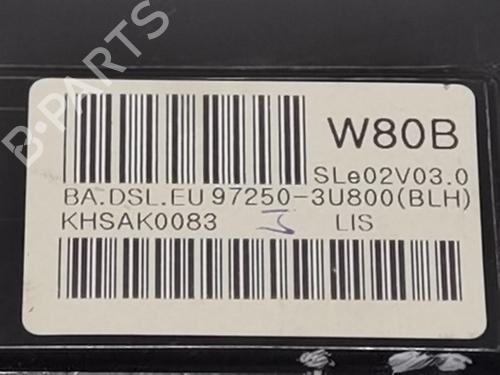 W80B
SLe02V03.0
BA.DSL.EU 97250-3U800(BLH)
KHSAK0083 J LIS
B-PARTS